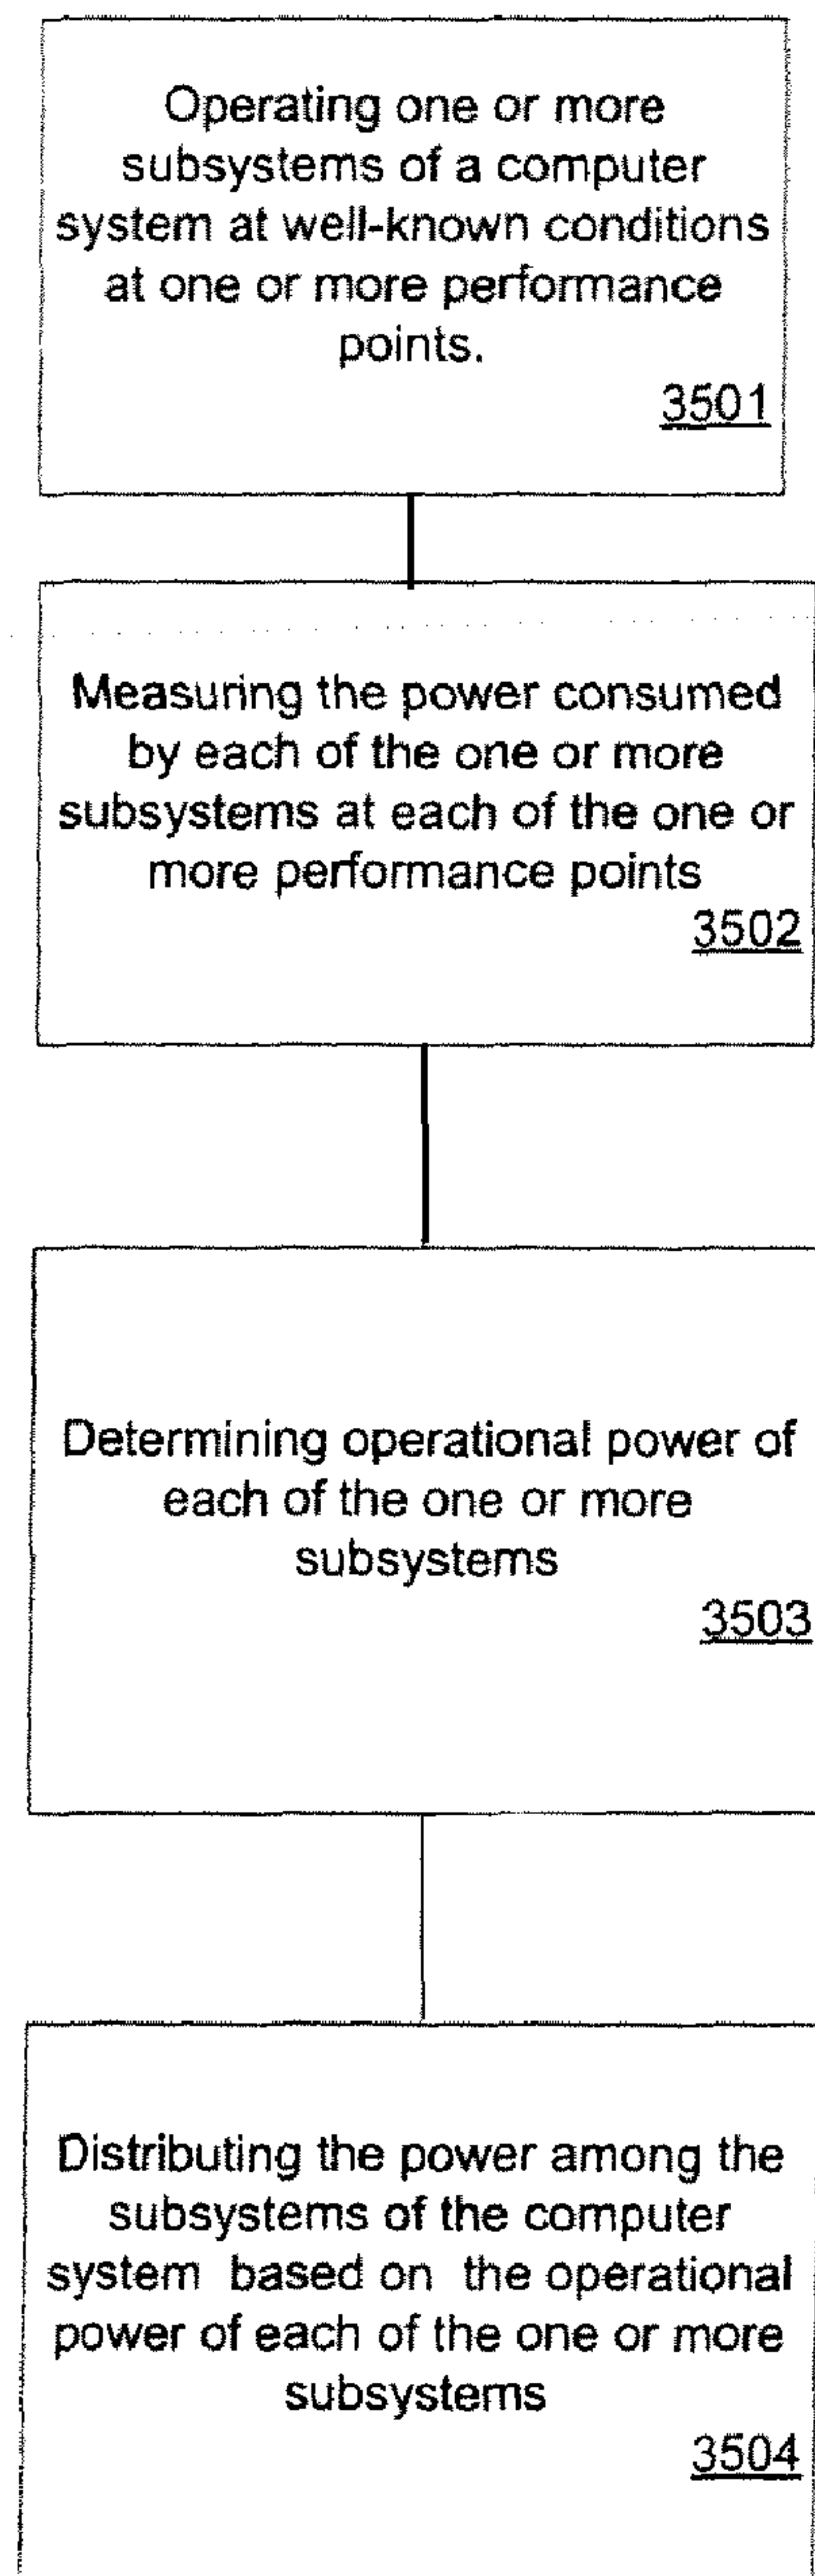 Operating one or more
subsystems of a computer
system at well-known conditions
at one or more performance
points.
3501
Measuring the power consumed
by each of the one or more
subsystems at each of the one or
more performance points
3502
Determining operational power of
each of the one or more
subsystems
3503
Distributing the power among the
subsystems of the computer
system based on the operational
power of each of the one or more
subsystems
3504